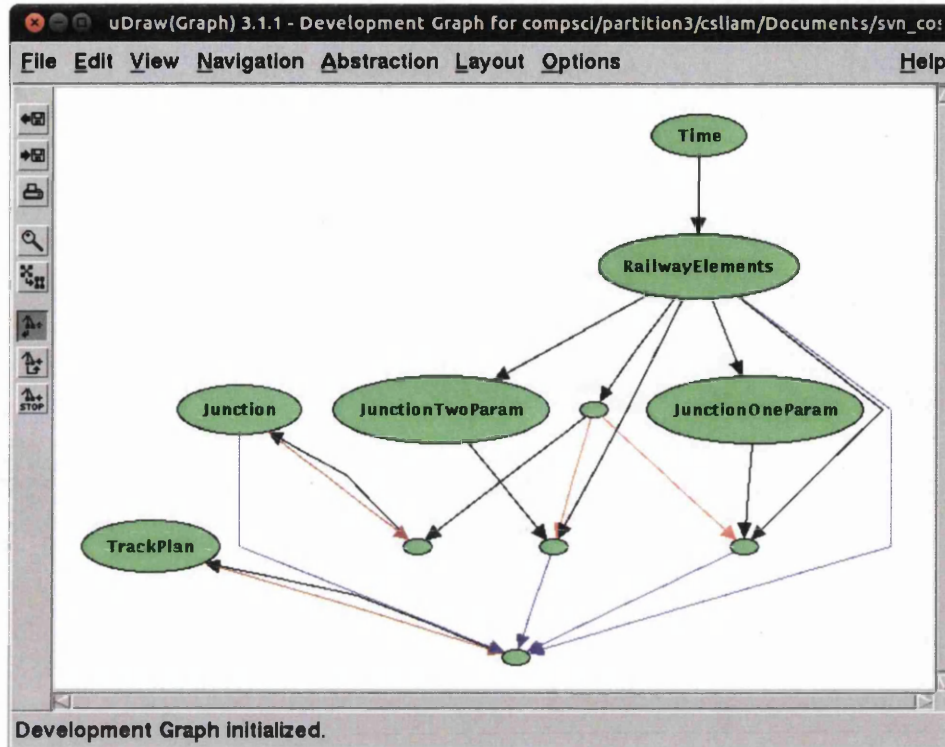 uDraw(Graph) 3.1.1 - Development Graph for compsci/partition3/csliam/Documents/svn_cos
File Edit View Navigation Abstraction Layout Options Help
Time
RailwayElements
Junction JunctionTwoParam JunctionOneParam
TrackPlan
STOP
Development Graph initialized.